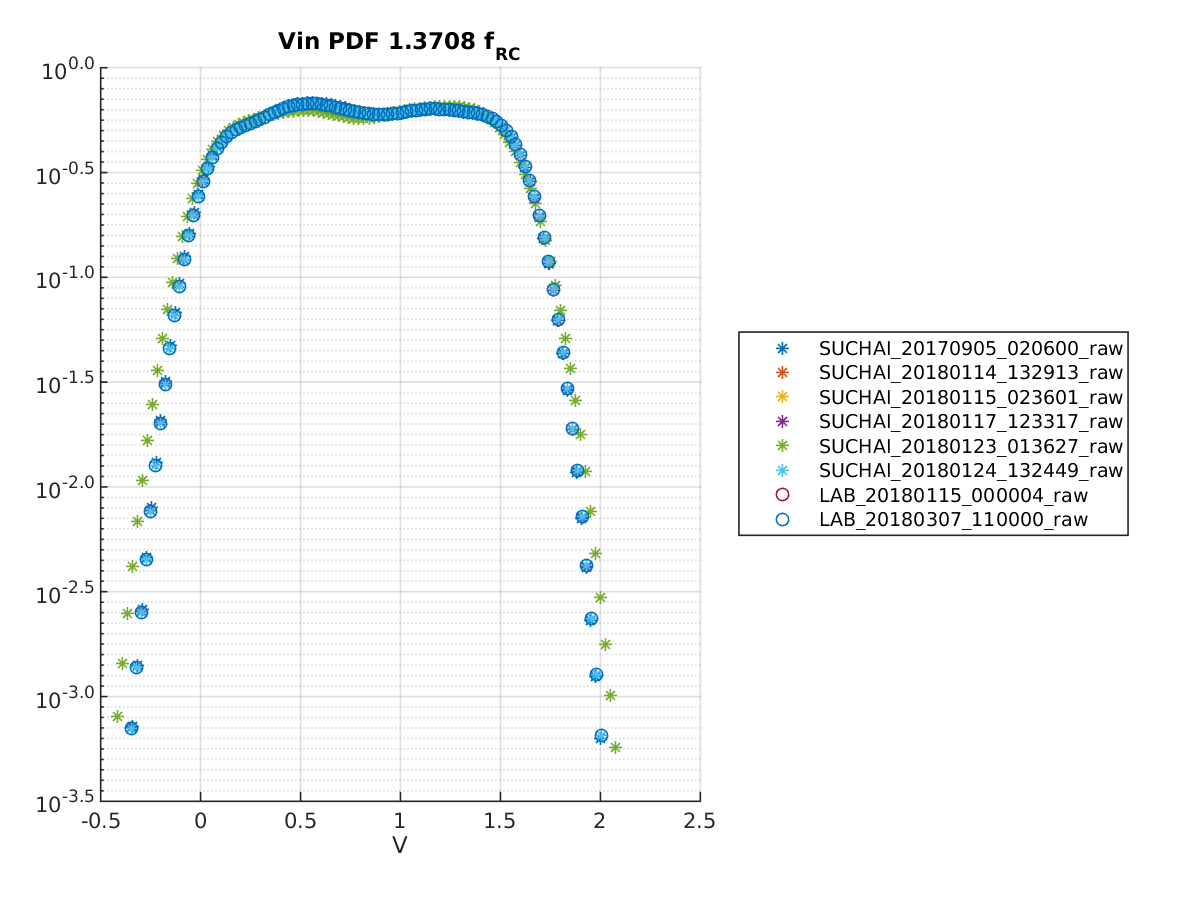 Vin PDF 1.3708 f_RC
10^0.0
10^-0.5
10^-1.0
10^-1.5
10^-2.0
10^-2.5
10^-3.0
10^-3.5
-0.5 0 0.5 1 1.5 2 2.5
V
SUCHAI_20170905_020600_raw
SUCHAI_20180114_132913_raw
SUCHAI_20180115_023601_raw
SUCHAI_20180117_123317_raw
SUCHAI_20180123_013627_raw
SUCHAI_20180124_132449_raw
LAB_20180115_000004_raw
LAB_20180307_110000_raw